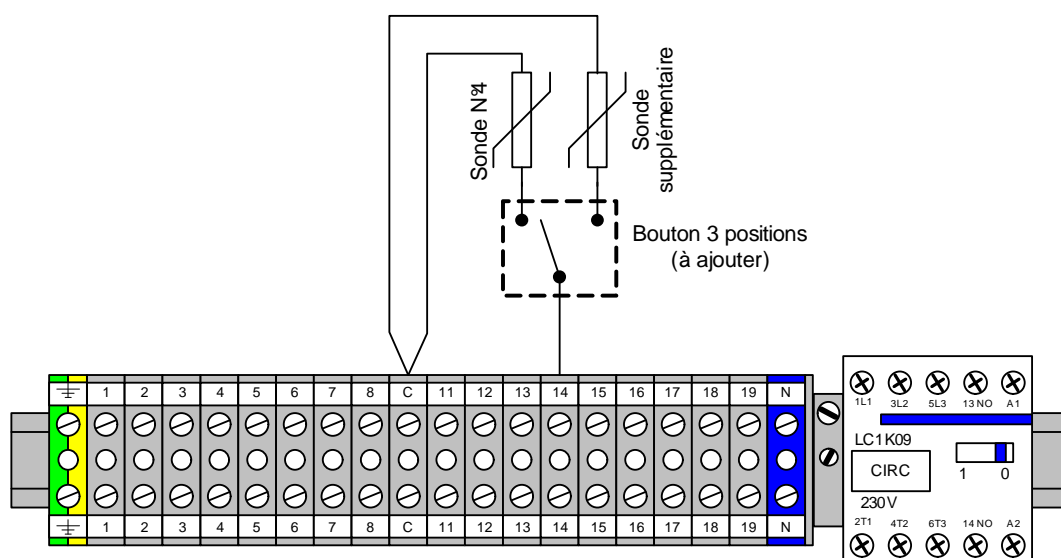 Sonde N°4
Sonde
supplémentaire
Bouton 3 positions
(à ajouter)
1 2 3 4 5 6 7 8 C 11 12 13 14 15 16 17 18 19 N
1 2 3 4 5 6 7 8 C 11 12 13 14 15 16 17 18 19 N
1L1 3L2 5L3 13 NO A1
LC1 K09
CIRC
1 0
230 V
2T1 4T2 6T3 14 NO A2